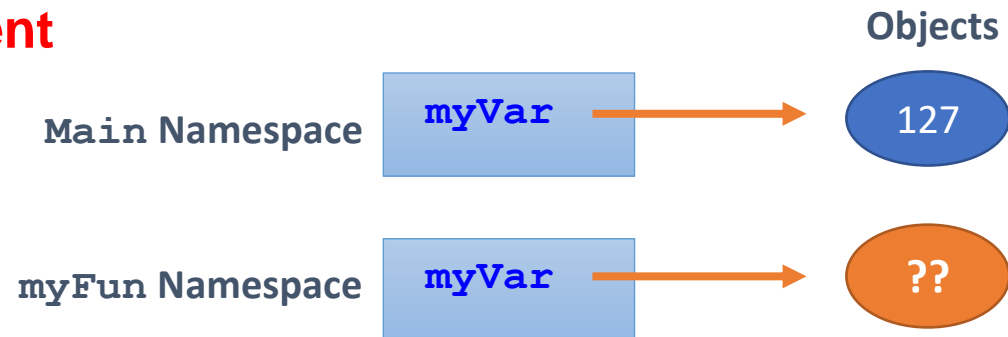 ent
Objects
Main Namespace
myVar
127
myFun Namespace
myVar
??